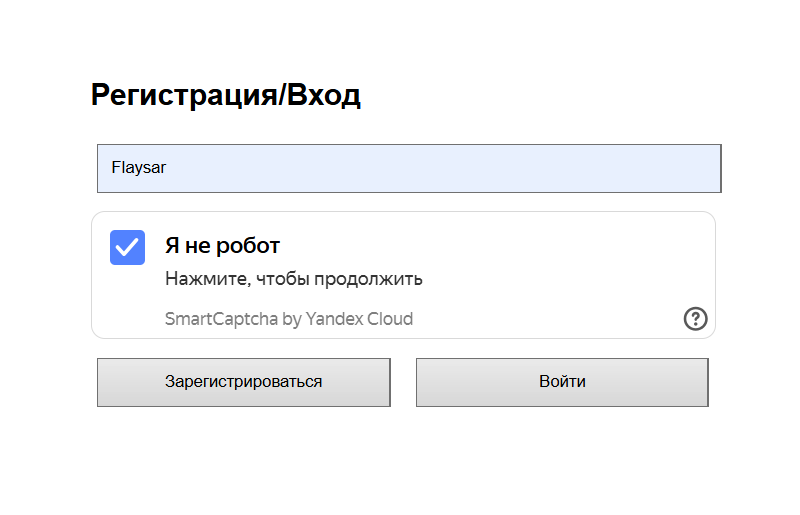 Регистрация/Вход
Flaysar
Я не робот
Нажмите, чтобы продолжить
SmartCaptcha by Yandex Cloud
?
Зарегистрироваться
Войти